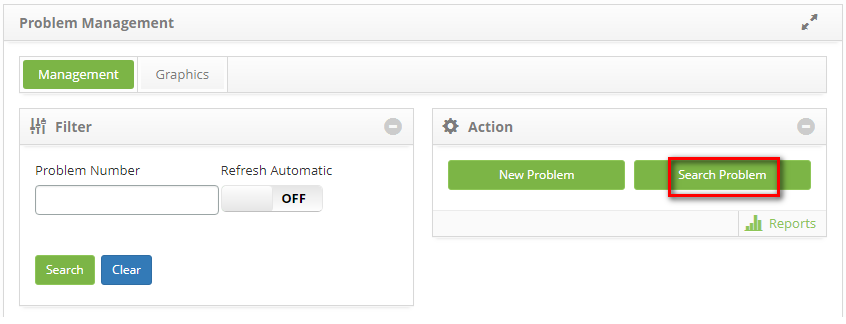 Problem Management
Management Graphics
Filter
Problem Number Refresh Automatic
OFF
Search Clear
Action
New Problem Search Problem
Reports